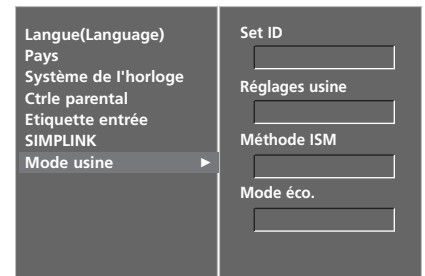 Langue(Language)
Pays
Système de l'horloge
Ctrle parental
Etiquette entrée
SIMPLINK
Mode usine ►
Set ID
Réglages usine
Méthode ISM
Mode éco.